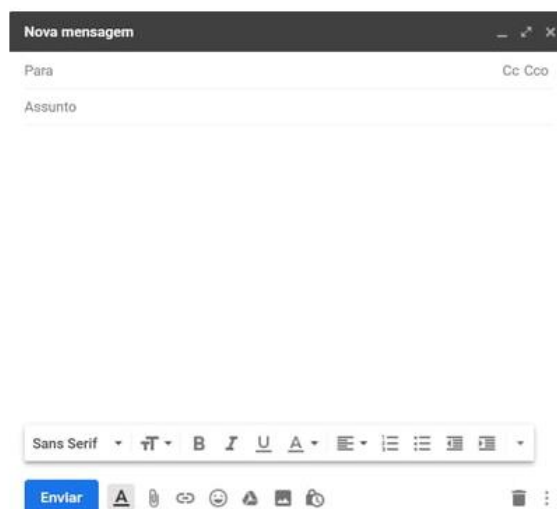 Nova mensagem
Para Cc Cco
Assunto
Sans Serif
Enviar